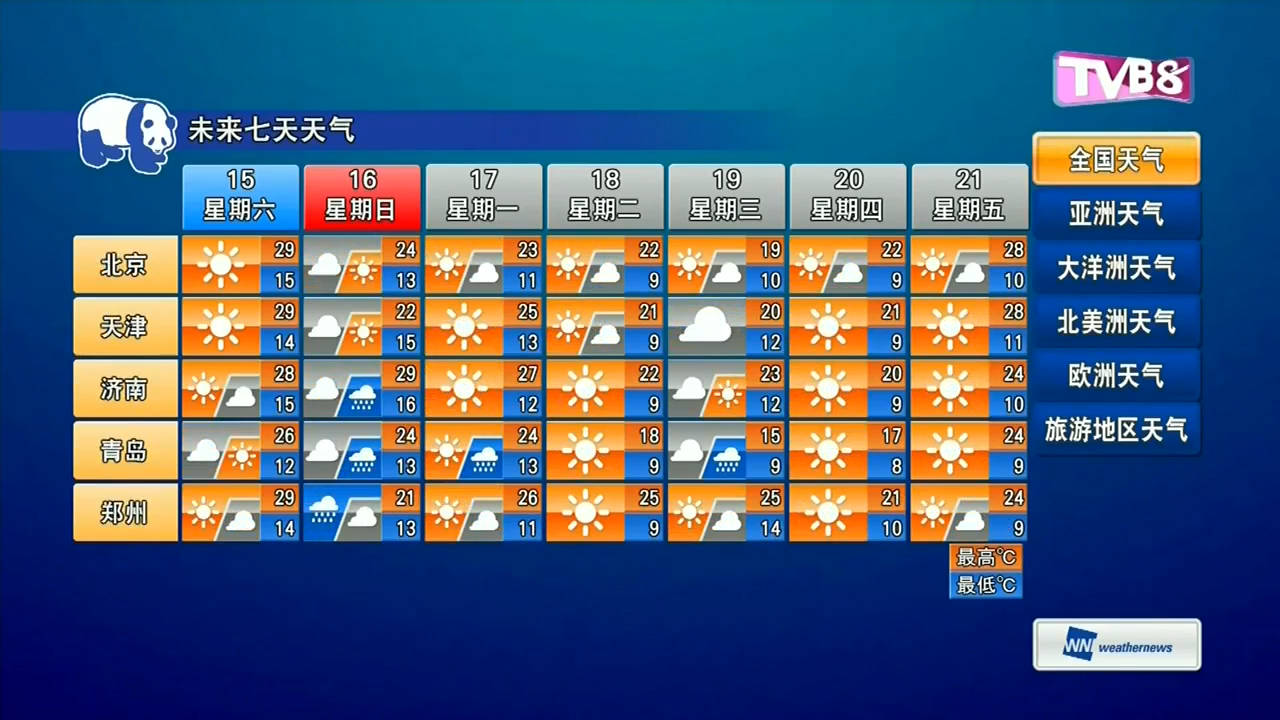 TVB8
未来七天天气
全国天气
亚洲天气
大洋洲天气
北美洲天气
欧洲天气
旅游地区天气
15 16 17 18 19 20 21
星期六 星期日 星期一 星期二 星期三 星期四 星期五
北京 29 15 24 13 23 11 22 9 19 10 22 9 28 10
天津 29 14 22 15 25 13 21 9 20 12 21 9 28 11
济南 28 15 29 16 27 12 22 9 23 12 20 9 24 10
青岛 26 12 24 13 24 13 18 9 15 9 17 8 24 9
郑州 29 14 21 13 26 11 25 9 25 14 21 10 24 9
最高℃
最低℃
WNI weathernews